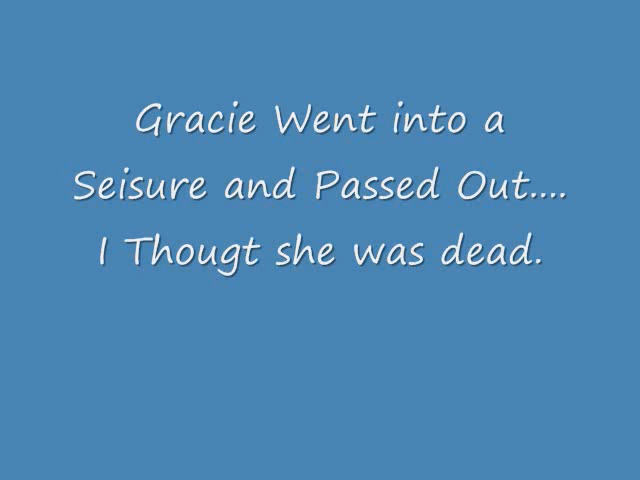 Gracie Went into a
Seisure and Passed Out....
I Thougt she was dead.